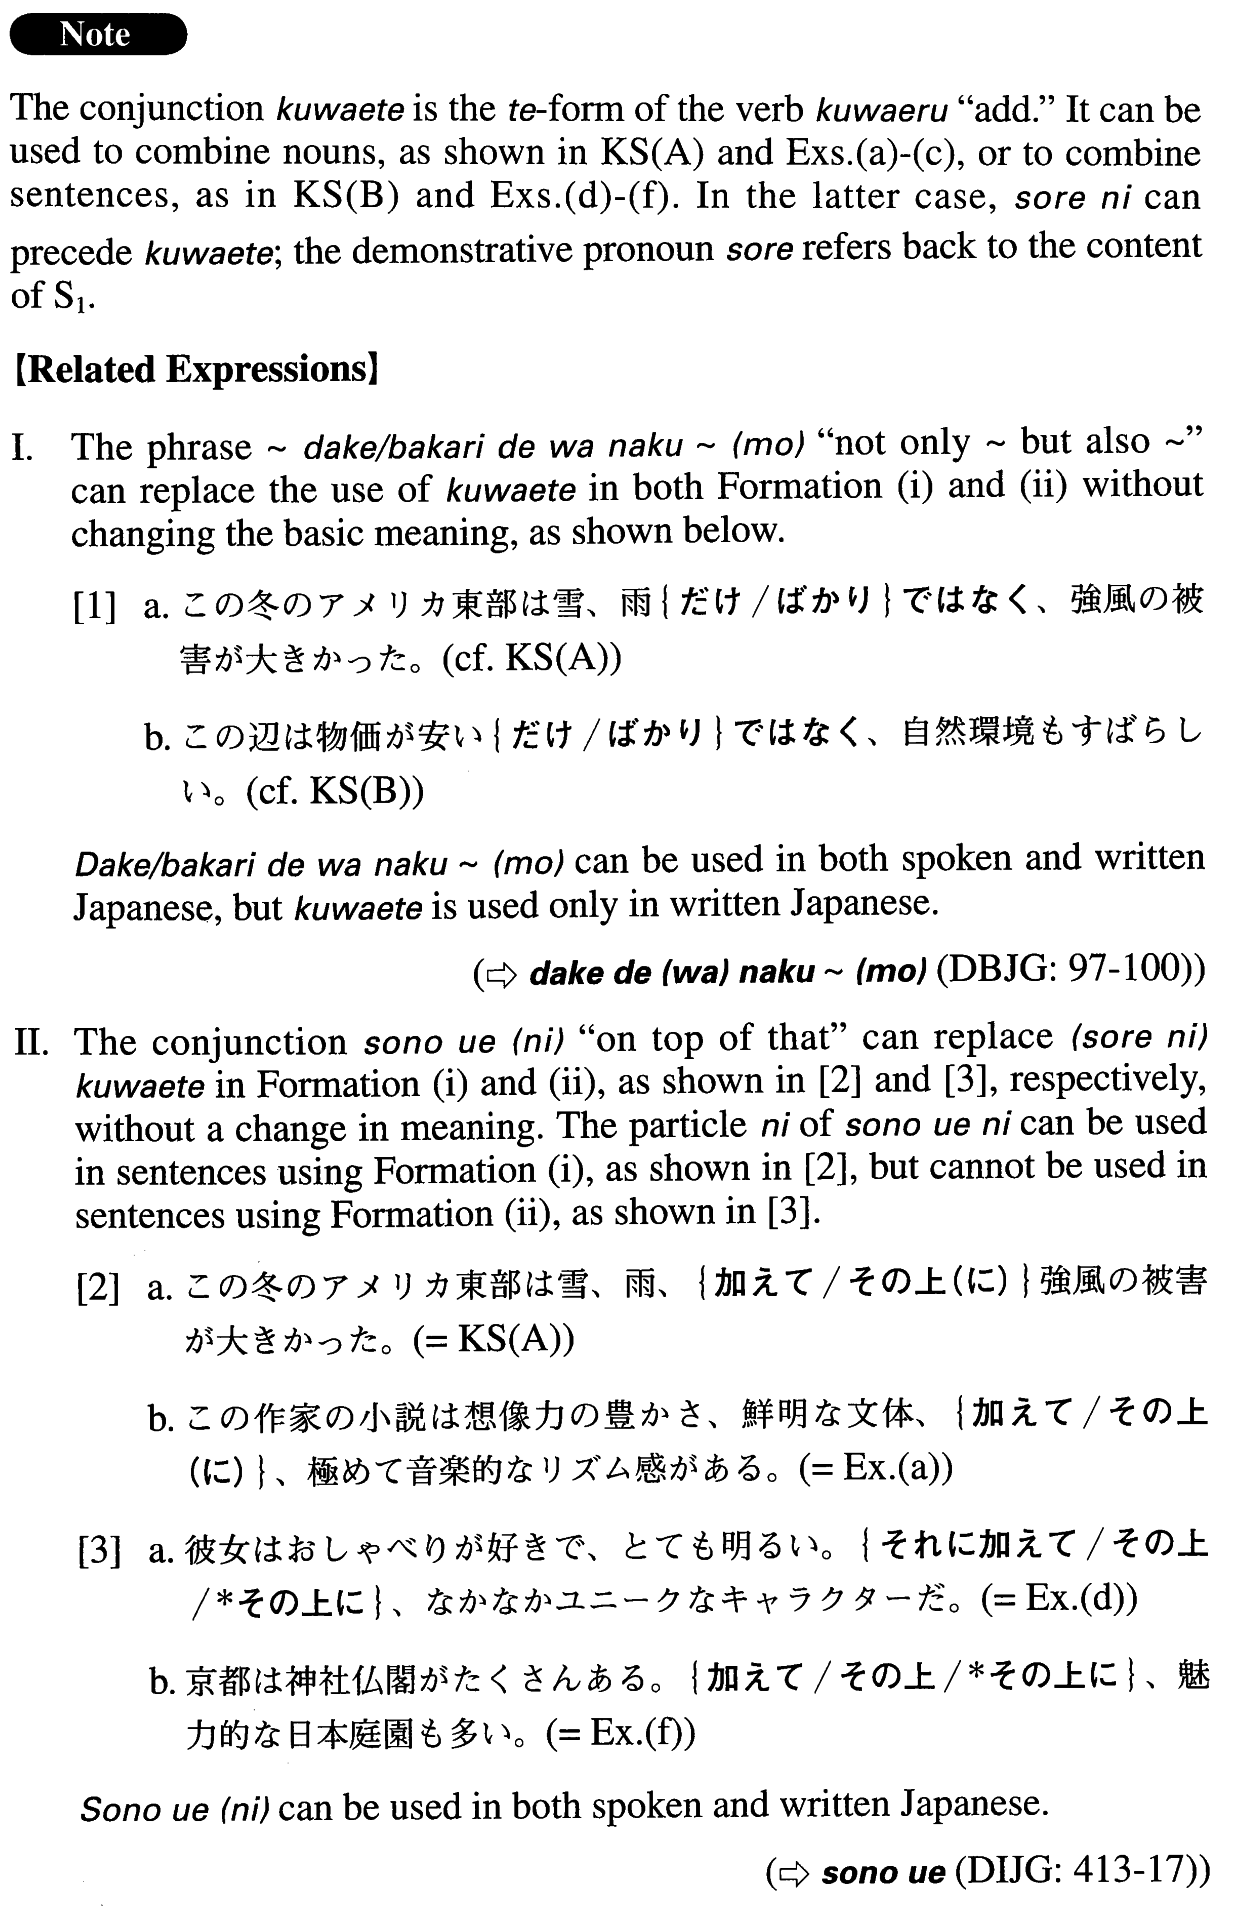 Note
The conjunction kuwaete is the te-form of the verb kuwaeru “add.” It can be
used to combine nouns, as shown in KS(A) and Exs.(a)-(c), or to combine
sentences, as in KS(B) and Exs.(d)-(f). In the latter case, sore ni can
precede kuwaete; the demonstrative pronoun sore refers back to the content
of S₁.
【Related Expressions】
I. The phrase ~ dake/bakari de wa naku ~ (mo) “not only ~ but also ~”
can replace the use of kuwaete in both Formation (i) and (ii) without
changing the basic meaning, as shown below.
[1] a. この冬のアメリカ東部は雪、雨{だけ/ばかり}ではなく、強風の被
害が大きかった。(cf. KS(A))
b. この辺は物価が安い{だけ/ばかり}ではなく、自然環境もすばらし
い。(cf. KS(B))
Dake/bakari de wa naku ~ (mo) can be used in both spoken and written
Japanese, but kuwaete is used only in written Japanese.
(⇨ dake de (wa) naku ~ (mo) (DBJG: 97-100))
II. The conjunction sono ue (ni) “on top of that” can replace (sore ni)
kuwaete in Formation (i) and (ii), as shown in [2] and [3], respectively,
without a change in meaning. The particle ni of sono ue ni can be used
in sentences using Formation (i), as shown in [2], but cannot be used in
sentences using Formation (ii), as shown in [3].
[2] a. この冬のアメリカ東部は雪、雨、{加えて/その上(に)}強風の被害
が大きかった。(= KS(A))
b. この作家の小説は想像力の豊かさ、鮮明な文体、{加えて/その上
(に)}、極めて音楽的なリズム感がある。(= Ex.(a))
[3] a. 彼女はおしゃべりが好きで、とても明るい。{それに加えて/その上
/*その上に}、なかなかユニークなキャラクターだ。(= Ex.(d))
b. 京都は神社仏閣がたくさんある。{加えて/その上/*その上に}、魅
力的な日本庭園も多い。(= Ex.(f))
Sono ue (ni) can be used in both spoken and written Japanese.
(⇨ sono ue (DIJG: 413-17))